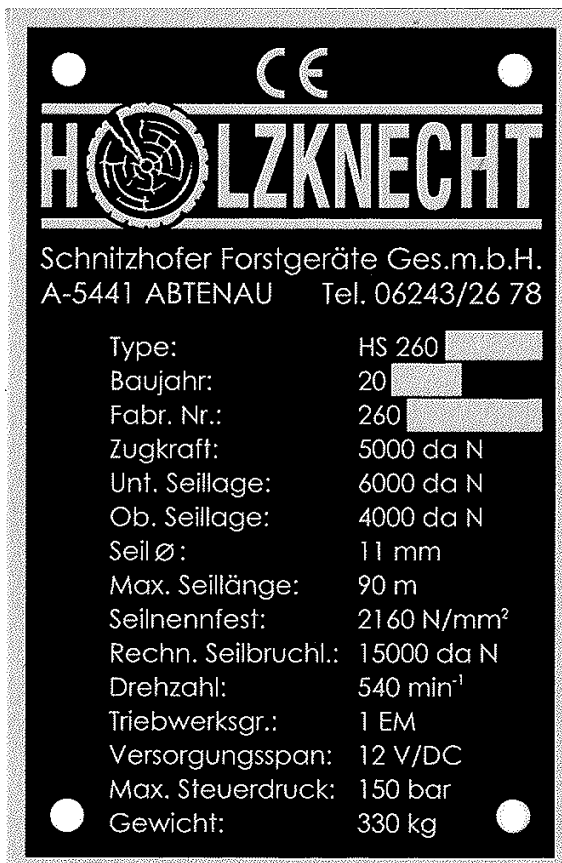 CE
HOLZKNECHT
Schnitzhofer Forstgeräte Ges.m.b.H.
A-5441 ABTENAU Tel. 06243/26 78
Type: HS 260
Baujahr: 20
Fabr. Nr.: 260
Zugkraft: 5000 da N
Unt. Seillage: 6000 da N
Ob. Seillage: 4000 da N
Seil ⌀: 11 mm
Max. Seillänge: 90 m
Seilnennfest: 2160 N/mm²
Rechn. Seilbruchl.: 15000 da N
Drehzahl: 540 min⁻¹
Triebwerksgr.: 1 EM
Versorgungsspan: 12 V/DC
Max. Steuerdruck: 150 bar
Gewicht: 330 kg